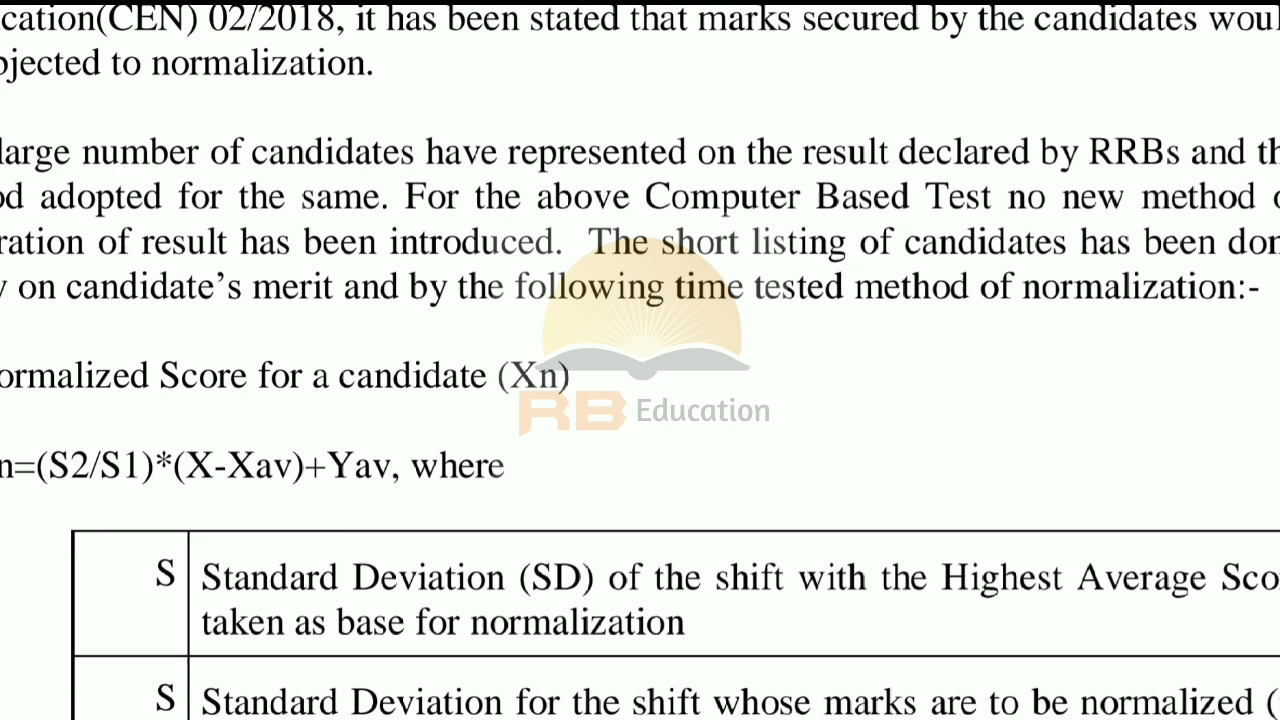 cation(CEN) 02/2018, it has been stated that marks secured by the candidates woul
bjected to normalization.
large number of candidates have represented on the result declared by RRBs and th
od adopted for the same. For the above Computer Based Test no new method o
ration of result has been introduced. The short listing of candidates has been don
y on candidate's merit and by the following time tested method of normalization:-
ormalized Score for a candidate (Xn)
RB Education
n=(S2/S1)*(X-Xav)+Yav, where
S Standard Deviation (SD) of the shift with the Highest Average Sco
taken as base for normalization
S Standard Deviation for the shift whose marks are to be normalized (